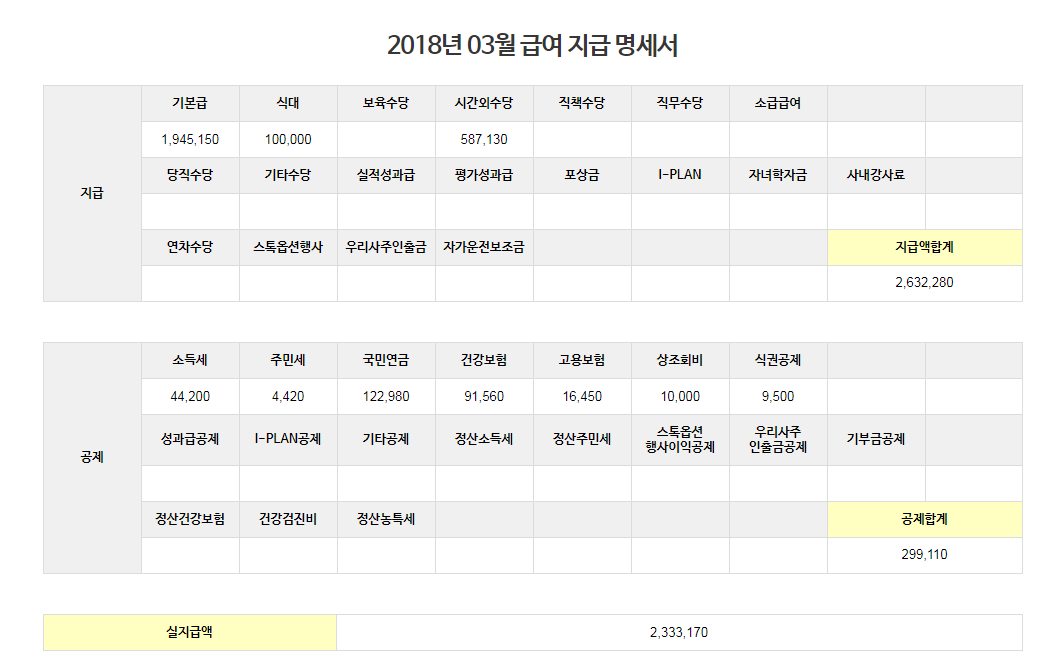 2018년 03월 급여 지급 명세서
지급
기본급 식대 보육수당 시간외수당 직책수당 직무수당 소급급여
1,945,150 100,000 587,130
당직수당 기타수당 실적성과급 평가성과급 포상금 I-PLAN 자녀학자금 사내강사료
연차수당 스톡옵션행사 우리사주인출금 자가운전보조금 지급액합계
2,632,280
공제
소득세 주민세 국민연금 건강보험 고용보험 상조회비 식권공제
44,200 4,420 122,980 91,560 16,450 10,000 9,500
성과급공제 I-PLAN공제 기타공제 정산소득세 정산주민세 스톡옵션 행사이익공제 우리사주 인출금공제 기부금공제
정산건강보험 건강검진비 정산농특세 공제합계
299,110
실지급액 2,333,170